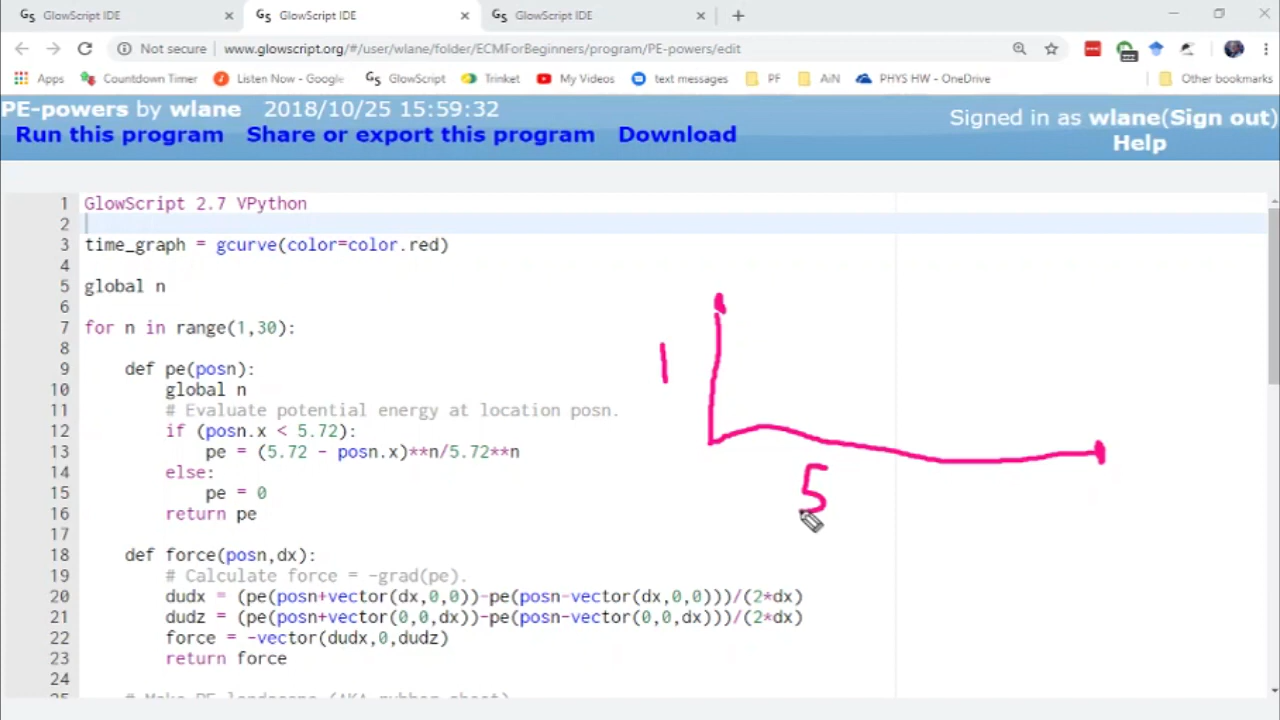 GlowScript IDE
GlowScript IDE
GlowScript IDE
Not secure www.glowscript.org/#/user/wlane/folder/ECMForBeginners/program/PE-powers/edit
Apps Countdown Timer Listen Now - Google GlowScript Trinket My Videos text messages PF AiN PHYS HW - OneDrive Other bookmarks
PE-powers by wlane 2018/10/25 15:59:32
Signed in as wlane(Sign out)
Run this program Share or export this program Download
Help
1 GlowScript 2.7 VPython
2
3 time_graph = gcurve(color=color.red)
4
5 global n
6
7 for n in range(1,30):
8
9 def pe(posn):
10 global n
11 # Evaluate potential energy at location posn.
12 if (posn.x < 5.72):
13 pe = (5.72 - posn.x)**n/5.72**n
14 else:
15 pe = 0
16 return pe
17
18 def force(posn,dx):
19 # Calculate force = -grad(pe).
20 dudx = (pe(posn+vector(dx,0,0))-pe(posn-vector(dx,0,0)))/(2*dx)
21 dudz = (pe(posn+vector(0,0,dx))-pe(posn-vector(0,0,dx)))/(2*dx)
22 force = -vector(dudx,0,dudz)
23 return force
24
25 # Make PE landscape (AKA rubber sheet)
1
5